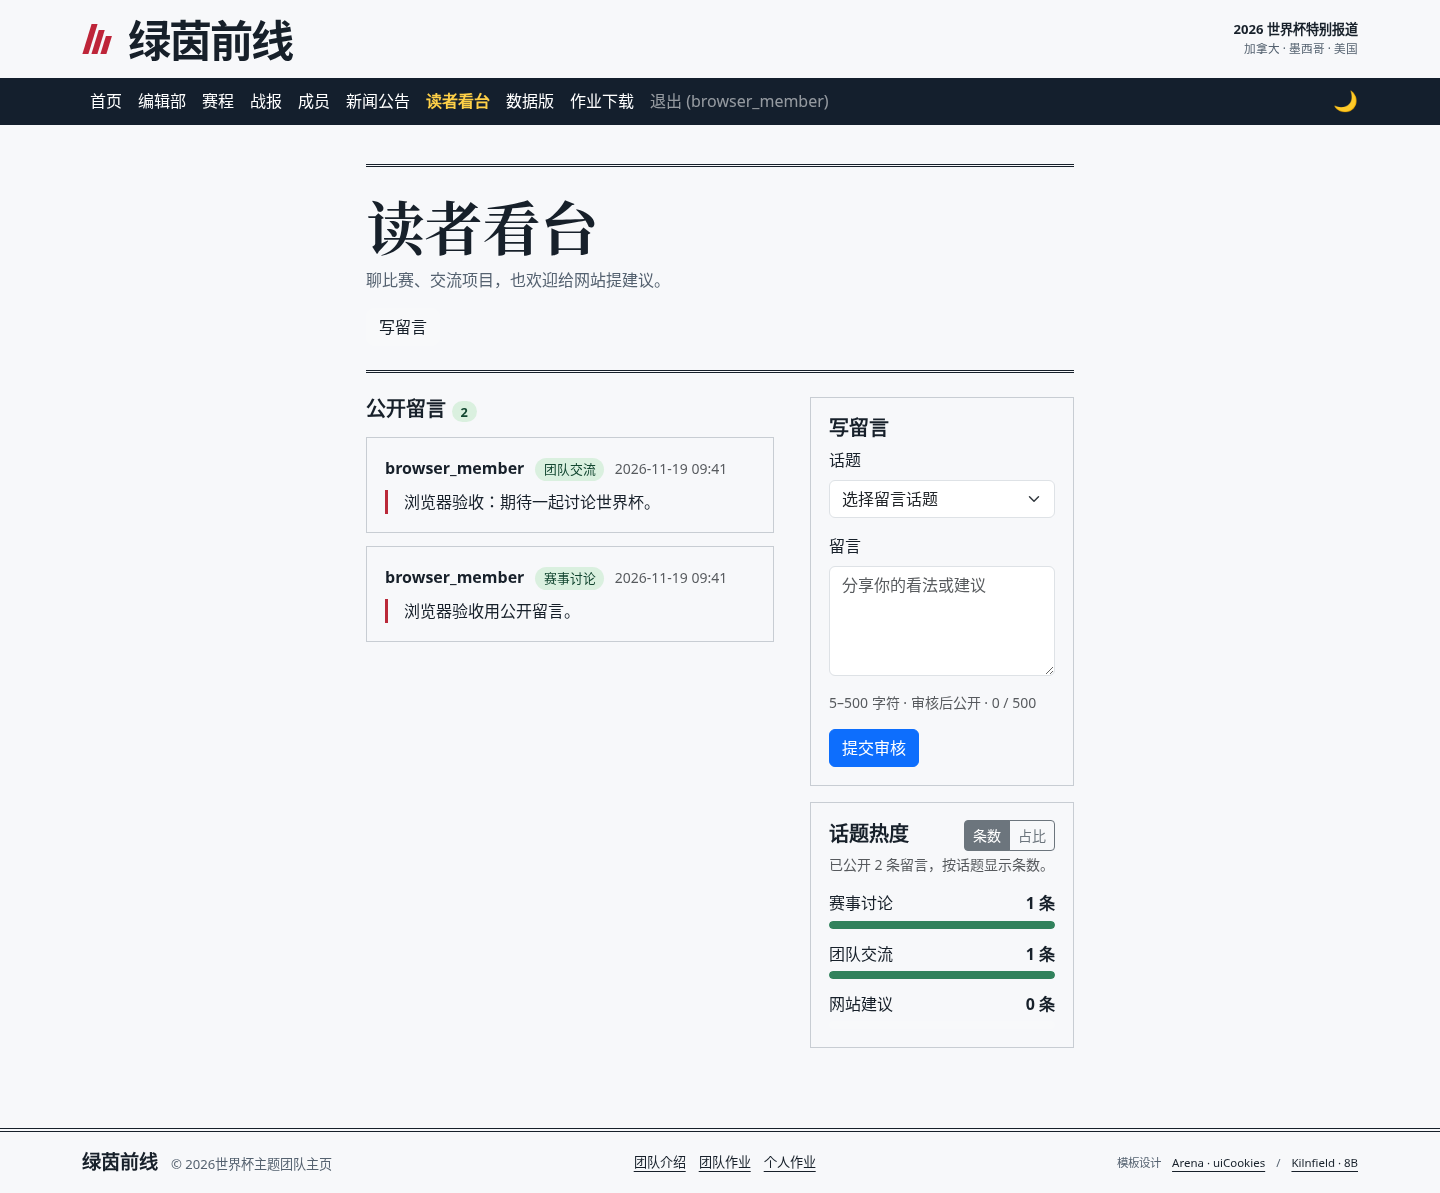 绿茵前线
2026 世界杯特别报道
加拿大 · 墨西哥 · 美国
首页 编辑部 赛程 战报 成员 新闻公告 读者看台 数据版 作业下载 退出 (browser_member)
读者看台
聊比赛、交流项目，也欢迎给网站提建议。
写留言
公开留言 2
browser_member 团队交流 2026-11-19 09:41
浏览器验收：期待一起讨论世界杯。
browser_member 赛事讨论 2026-11-19 09:41
浏览器验收用公开留言。
写留言
话题
选择留言话题
留言
分享你的看法或建议
5–500 字符 · 审核后公开 · 0 / 500
提交审核
话题热度 条数 占比
已公开 2 条留言，按话题显示条数。
赛事讨论 1 条
团队交流 1 条
网站建议 0 条
绿茵前线 © 2026世界杯主题团队主页
团队介绍 团队作业 个人作业
模板设计 Arena · uiCookies / Kilnfield · 8B